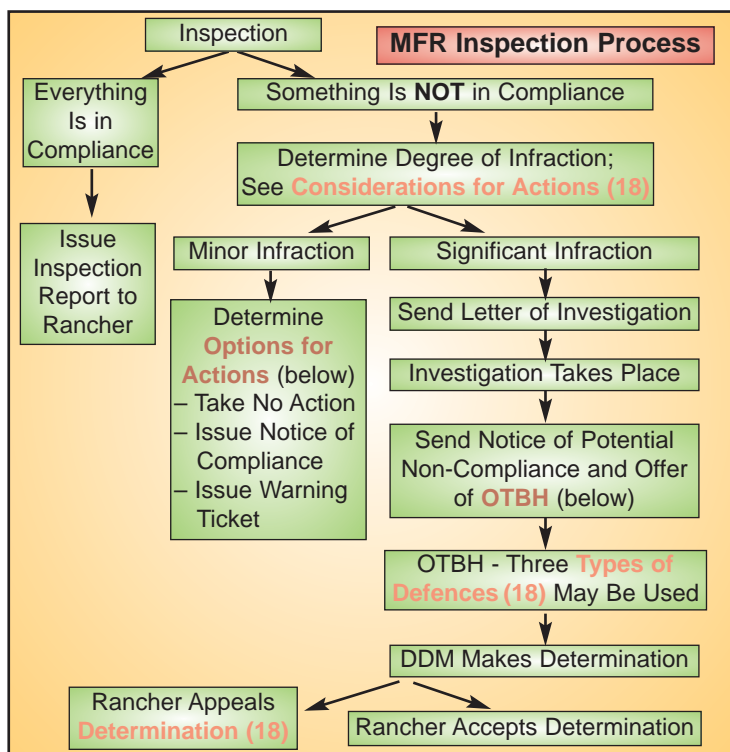 Inspection
MFR Inspection Process
Everything
Is in
Compliance
Something Is NOT in Compliance
Determine Degree of Infraction;
See Considerations for Actions (18)
Issue
Inspection
Report to
Rancher
Minor Infraction
Significant Infraction
Determine
Options for
Actions (below)
– Take No Action
– Issue Notice of
Compliance
– Issue Warning
Ticket
Send Letter of Investigation
Investigation Takes Place
Send Notice of Potential
Non-Compliance and Offer
of OTBH (below)
OTBH - Three Types of
Defences (18) May Be Used
DDM Makes Determination
Rancher Appeals
Determination (18)
Rancher Accepts Determination